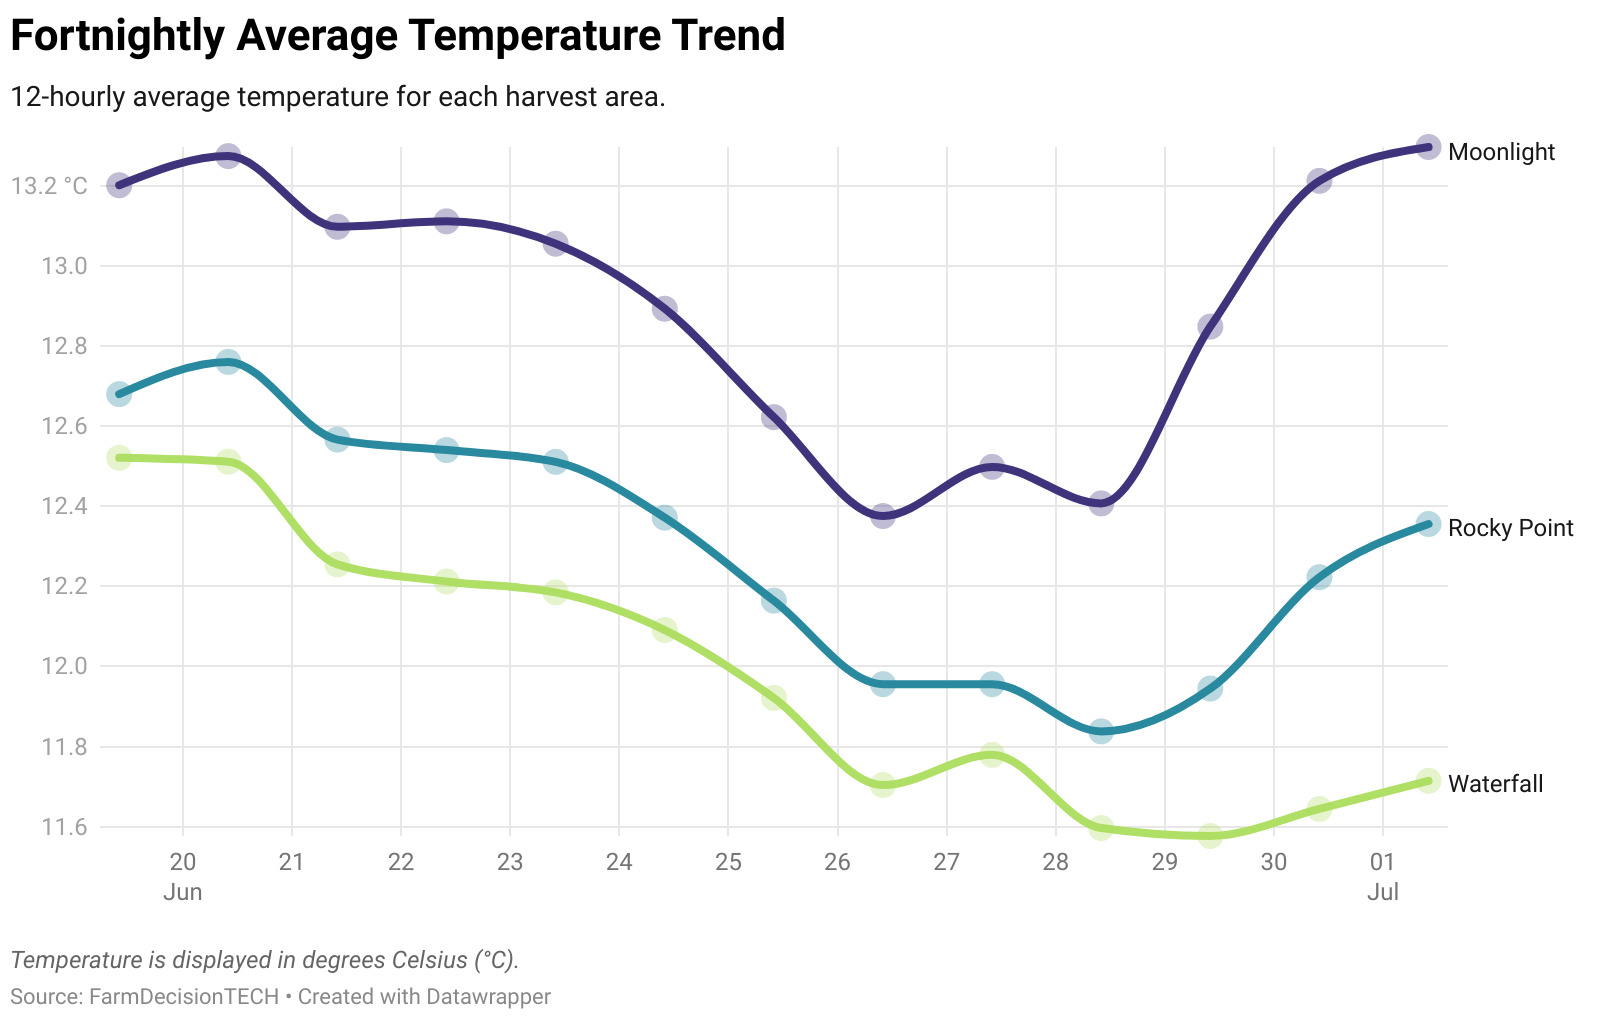 Fortnightly Average Temperature Trend
12-hourly average temperature for each harvest area.
Moonlight
13.2 °C
13.0
12.8
12.6
12.4
Rocky Point
12.2
12.0
11.8
Waterfall
11.6
20 21 22 23 24 25 26 27 28 29 30 01
Jun Jul
Temperature is displayed in degrees Celsius (°C).
Source: FarmDecisionTECH • Created with Datawrapper